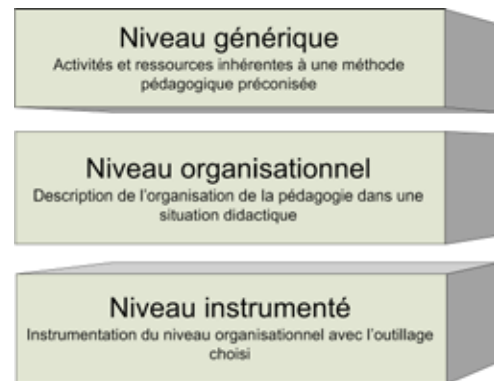 Niveau générique
Activités et ressources inhérentes à une méthode
pédagogique préconisée
Niveau organisationnel
Description de l'organisation de la pédagogie dans une
situation didactique
Niveau instrumenté
Instrumentation du niveau organisationnel avec l'outillage
choisi